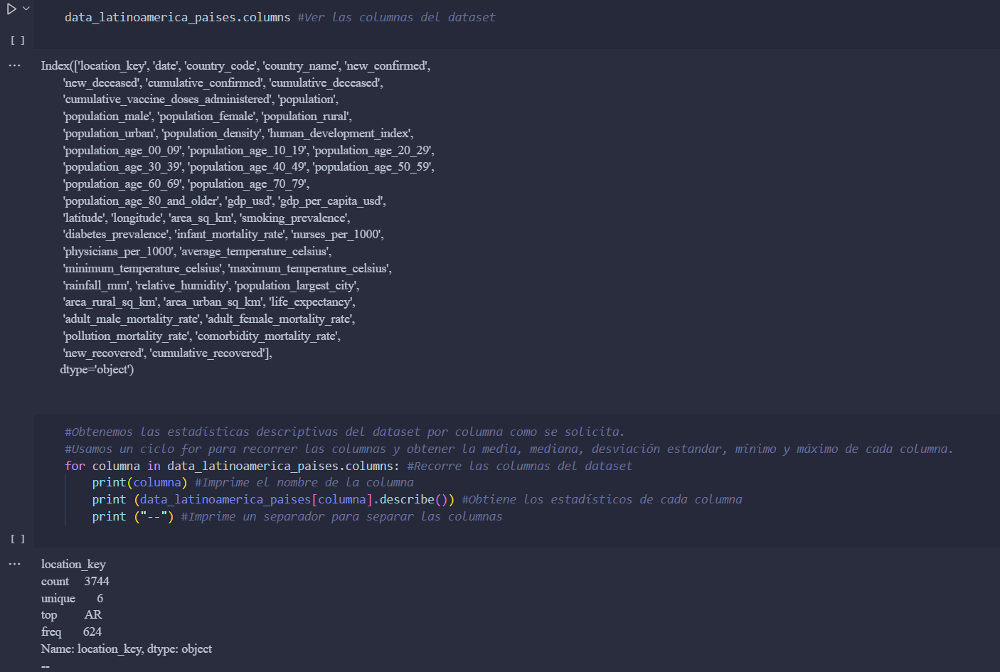 data_latinoamerica_paises.columns #Ver las columnas del dataset
[ ]
... Index(['location_key', 'date', 'country_code', 'country_name', 'new_confirmed',
'new_deceased', 'cumulative_confirmed', 'cumulative_deceased',
'cumulative_vaccine_doses_administered', 'population',
'population_male', 'population_female', 'population_rural',
'population_urban', 'population_density', 'human_development_index',
'population_age_00_09', 'population_age_10_19', 'population_age_20_29',
'population_age_30_39', 'population_age_40_49', 'population_age_50_59',
'population_age_60_69', 'population_age_70_79',
'population_age_80_and_older', 'gdp_usd', 'gdp_per_capita_usd',
'latitude', 'longitude', 'area_sq_km', 'smoking_prevalence',
'diabetes_prevalence', 'infant_mortality_rate', 'nurses_per_1000',
'physicians_per_1000', 'average_temperature_celsius',
'minimum_temperature_celsius', 'maximum_temperature_celsius',
'rainfall_mm', 'relative_humidity', 'population_largest_city',
'area_rural_sq_km', 'area_urban_sq_km', 'life_expectancy',
'adult_male_mortality_rate', 'adult_female_mortality_rate',
'pollution_mortality_rate', 'comorbidity_mortality_rate',
'new_recovered', 'cumulative_recovered'],
dtype='object')
#Obtenemos las estadísticas descriptivas del dataset por columna como se solicita.
#Usamos un ciclo for para recorrer las columnas y obtener la media, mediana, desviación estandar, mínimo y máximo de cada columna.
for columna in data_latinoamerica_paises.columns: #Recorre las columnas del dataset
print(columna) #Imprime el nombre de la columna
print (data_latinoamerica_paises[columna].describe()) #Obtiene los estadísticos de cada columna
print ("--") #Imprime un separador para separar las columnas
[ ]
... location_key
count 3744
unique 6
top AR
freq 624
Name: location_key, dtype: object
--